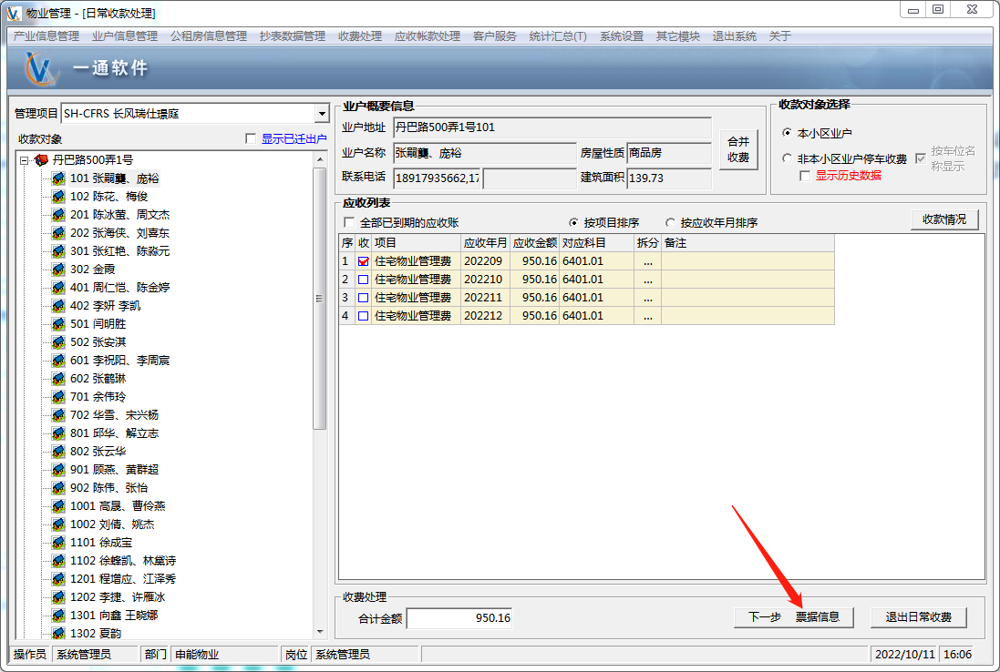 物业管理 - [日常收款处理]
产业信息管理 业户信息管理 公租房信息管理 抄表数据管理 收费处理 应收帐款处理 客户服务 统计汇总(T) 系统设置 其它模块 退出系统 关于
一通软件
管理项目 SH-CFRS 长风瑞仕璟庭
收款对象 显示已迁出户
丹巴路500弄1号
101 张嗣龑、庞裕
102 陈花、梅俊
201 陈冰萤、周文杰
202 张海侠、刘喜东
301 张红艳、陈淼元
302 金霞
401 周仁恺、陈金婷
402 李妍 李凯
501 闫明胜
502 张安淇
601 李祝阳、李周宸
602 张鹤琳
701 余伟玲
702 华雪、宋兴杨
801 邱华、解立志
802 张云华
901 顾燕、黄群超
902 陈伟、张怡
1001 高晟、曹伶燕
1002 刘倩、姚杰
1101 徐成宝
1102 徐蜂凯、林黛诗
1201 程增应、江泽秀
1202 李捷、许雁冰
1301 向鑫 王晓娜
1302 夏韵
业户概要信息
业户地址 丹巴路500弄1号101
业户名称 张嗣龑、庞裕 房屋性质 商品房
联系电话 18917935662,17 建筑面积 139.73
合并
收费
收款对象选择
本小区业户
非本小区业户停车收费 按车位名
称显示
显示历史数据
应收列表
全部已到期的应收账 按项目排序 按应收年月排序 收款情况
序 收 项目 应收年月 应收金额 对应科目 拆分 备注
1 住宅物业管理费 202209 950.16 6401.01 ...
2 住宅物业管理费 202210 950.16 6401.01 ...
3 住宅物业管理费 202211 950.16 6401.01 ...
4 住宅物业管理费 202212 950.16 6401.01 ...
收费处理
合计金额 950.16 下一步 票据信息 退出日常收费
操作员 系统管理员 部门 申能物业 岗位 系统管理员 2022/10/11 16:06